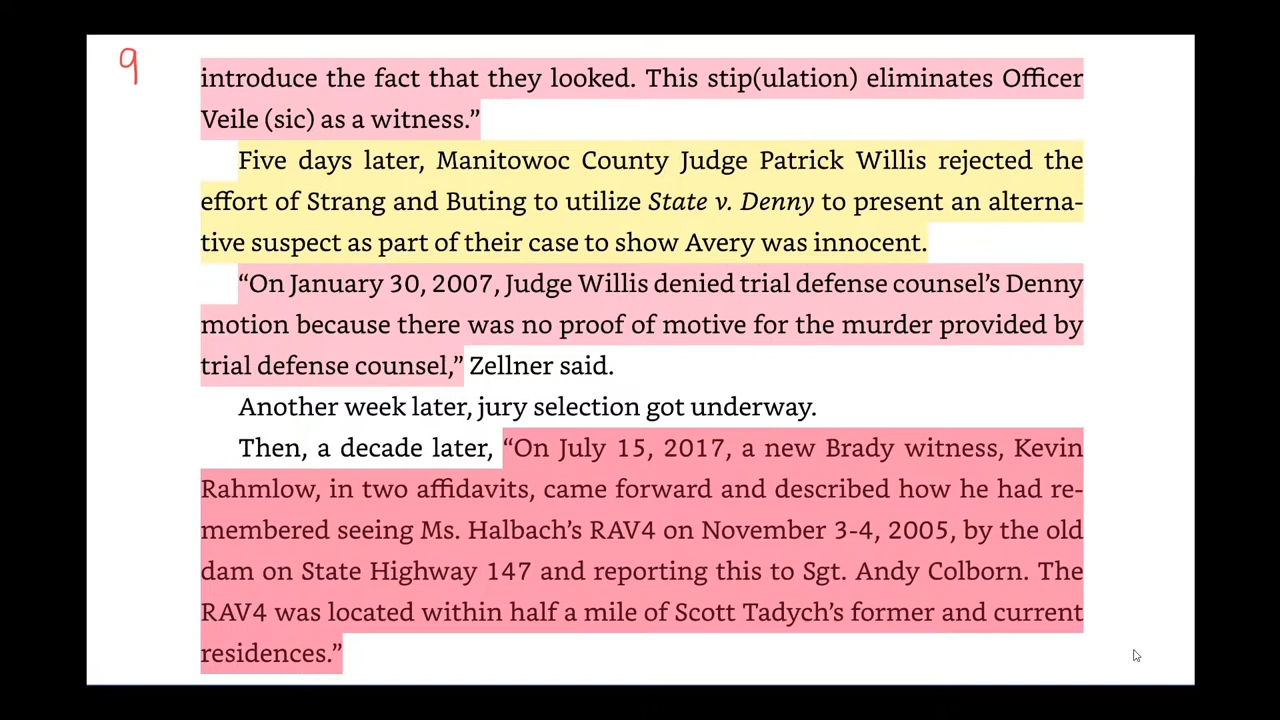 9
introduce the fact that they looked. This stip(ulation) eliminates Officer
Veile (sic) as a witness.”
Five days later, Manitowoc County Judge Patrick Willis rejected the
effort of Strang and Buting to utilize State v. Denny to present an alterna-
tive suspect as part of their case to show Avery was innocent.
“On January 30, 2007, Judge Willis denied trial defense counsel’s Denny
motion because there was no proof of motive for the murder provided by
trial defense counsel,” Zellner said.
Another week later, jury selection got underway.
Then, a decade later, “On July 15, 2017, a new Brady witness, Kevin
Rahmlow, in two affidavits, came forward and described how he had re-
membered seeing Ms. Halbach’s RAV4 on November 3-4, 2005, by the old
dam on State Highway 147 and reporting this to Sgt. Andy Colborn. The
RAV4 was located within half a mile of Scott Tadych’s former and current
residences.”